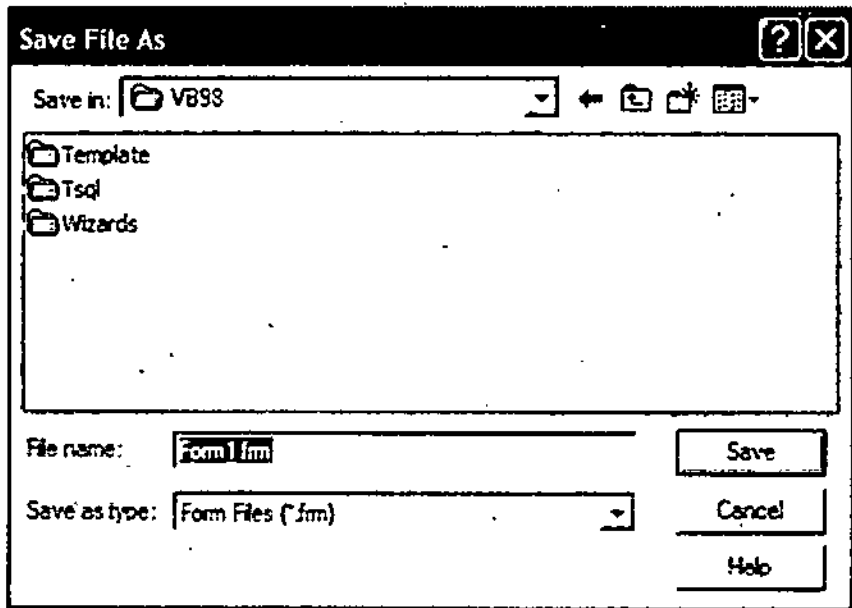 Save File As
Save in: VB98
Template
Tsql
Wizards
File name: Form1.frm Save
Save as type: Form Files (*.frm) Cancel
Help